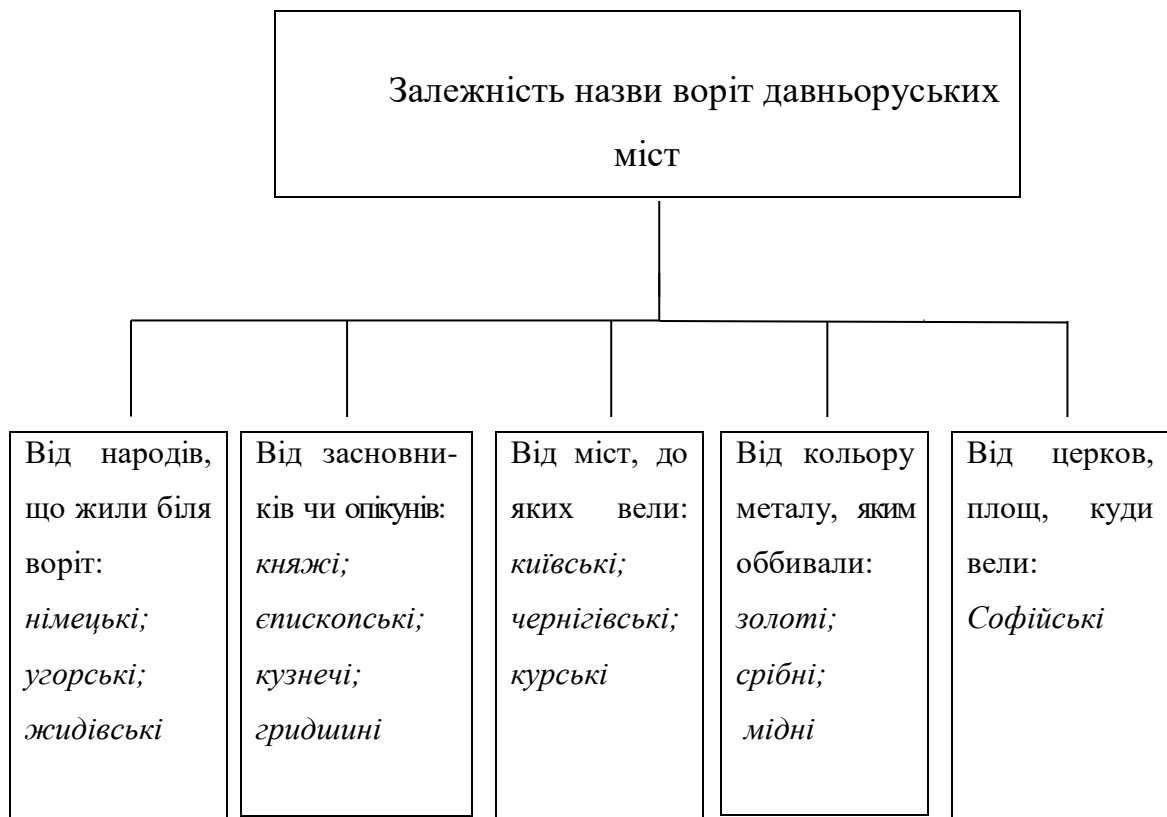 Залежність назви воріт давньоруських
міст
Від народів,
що жили біля
воріт:
німецькі;
угорські;
жидівські
Від засновни-
ків чи опікунів:
княжі;
єпископські;
кузнечі;
гридшині
Від міст, до
яких вели:
київські;
чернігівські;
курські
Від кольору
металу, яким
оббивали:
золоті;
срібні;
мідні
Від церков,
площ, куди
вели:
Софійські